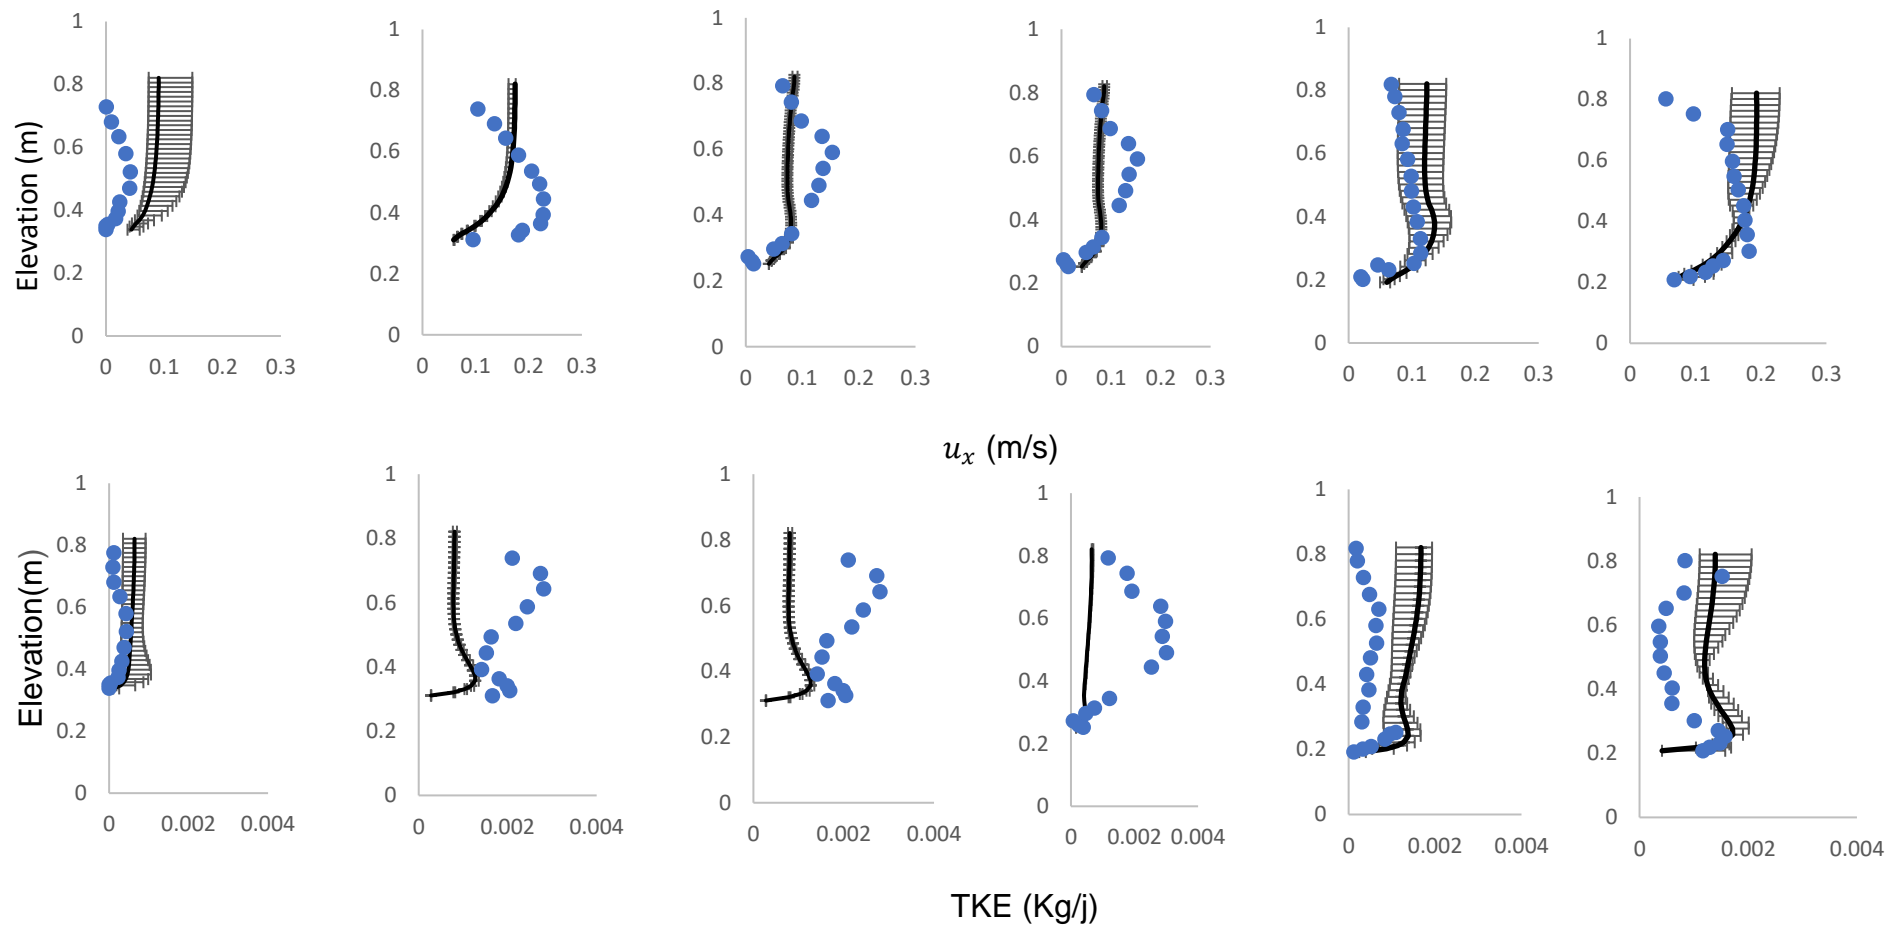 1 1 1 1 1 1
0.8 0.8 0.8 0.8 0.8 0.8
0.6 0.6 0.6 0.6 0.6 0.6
0.4 0.4 0.4 0.4 0.4 0.4
0.2 0.2 0.2 0.2 0.2 0.2
0 0 0 0 0 0
Elevation (m)
0 0.1 0.2 0.3 0 0.1 0.2 0.3 0 0.1 0.2 0.3 0 0.1 0.2 0.3 0 0.1 0.2 0.3 0 0.1 0.2 0.3
u_x (m/s)
1 1 1 1 1 1
0.8 0.8 0.8 0.8 0.8 0.8
0.6 0.6 0.6 0.6 0.6 0.6
0.4 0.4 0.4 0.4 0.4 0.4
0.2 0.2 0.2 0.2 0.2 0.2
0 0 0 0 0 0
Elevation(m)
0 0.002 0.004 0 0.002 0.004 0 0.002 0.004 0 0.002 0.004 0 0.002 0.004 0 0.002 0.004
TKE (Kg/j)